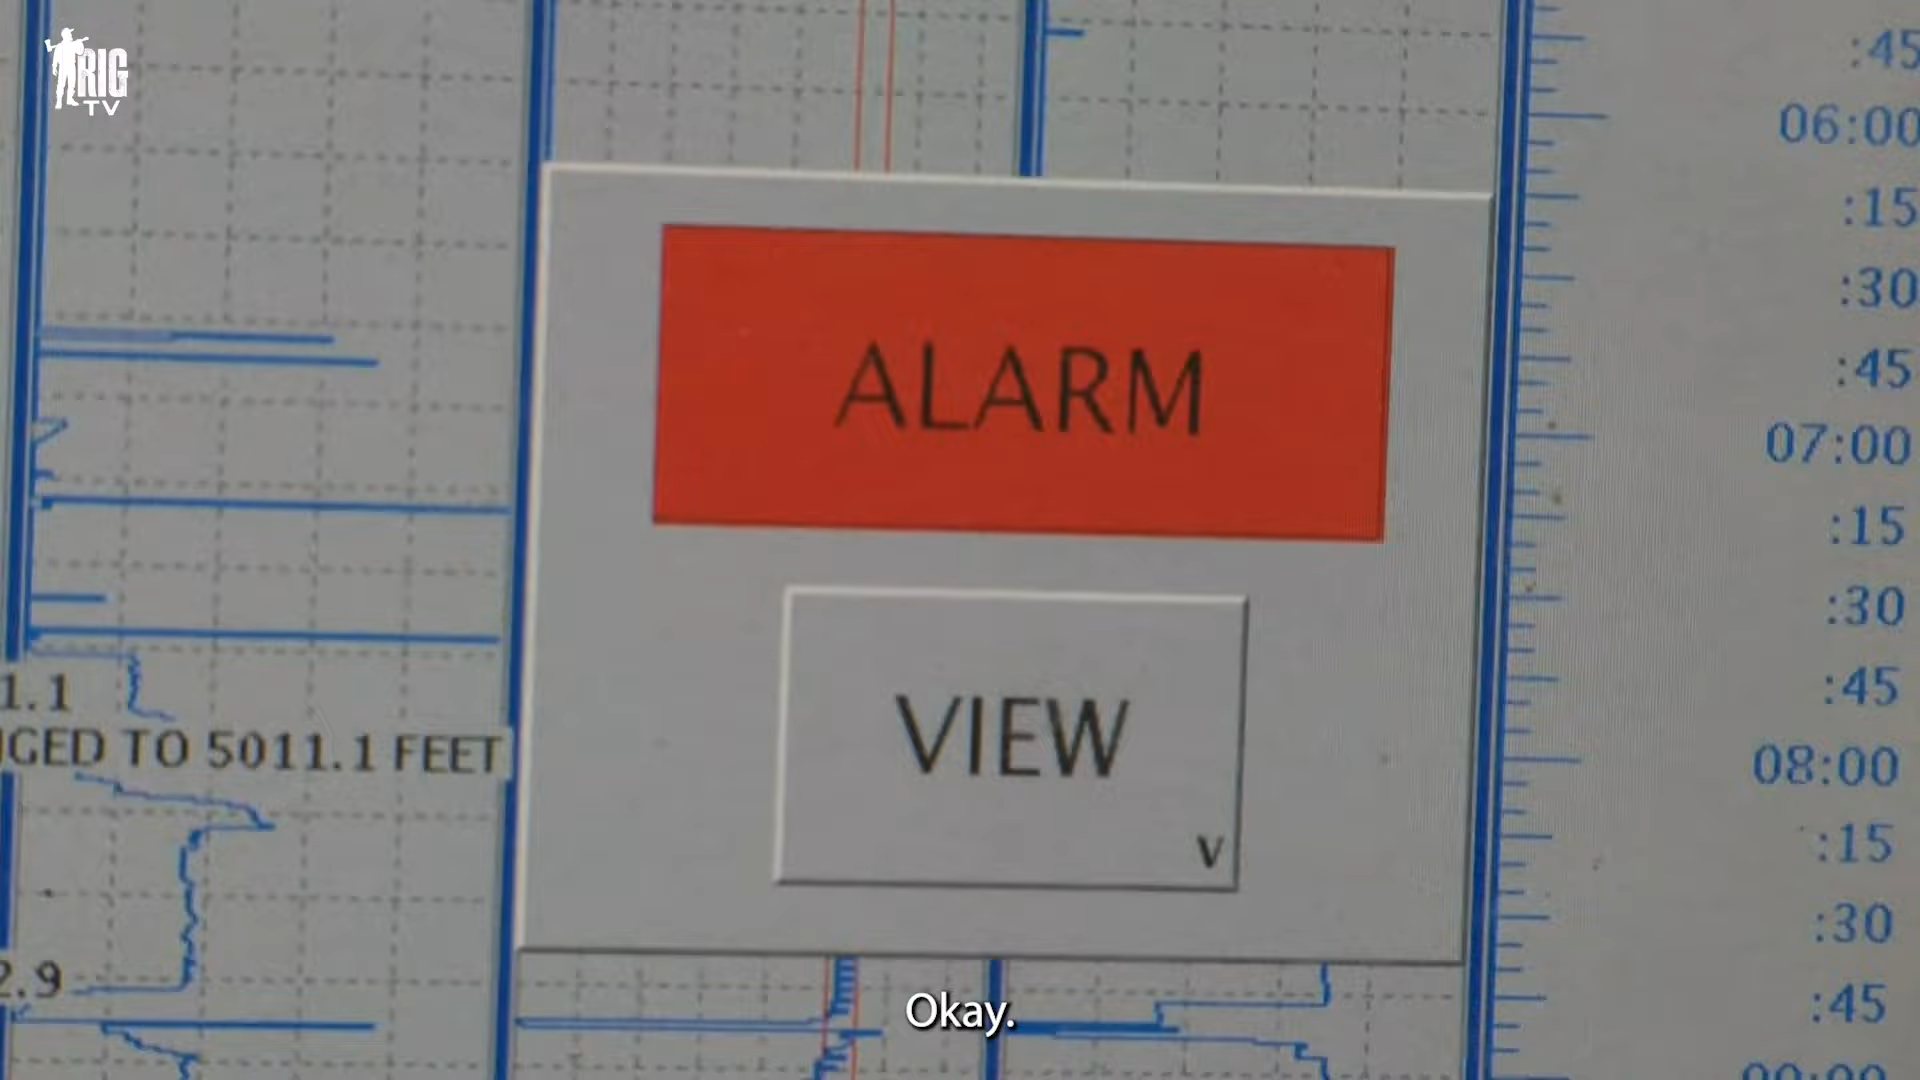 RIG
TV
:45
06:00
:15
:30
ALARM
:45
07:00
:15
:30
1.1
:45
GED TO 5011.1 FEET
VIEW
08:00
V
:15
:30
2.9
:45
Okay.